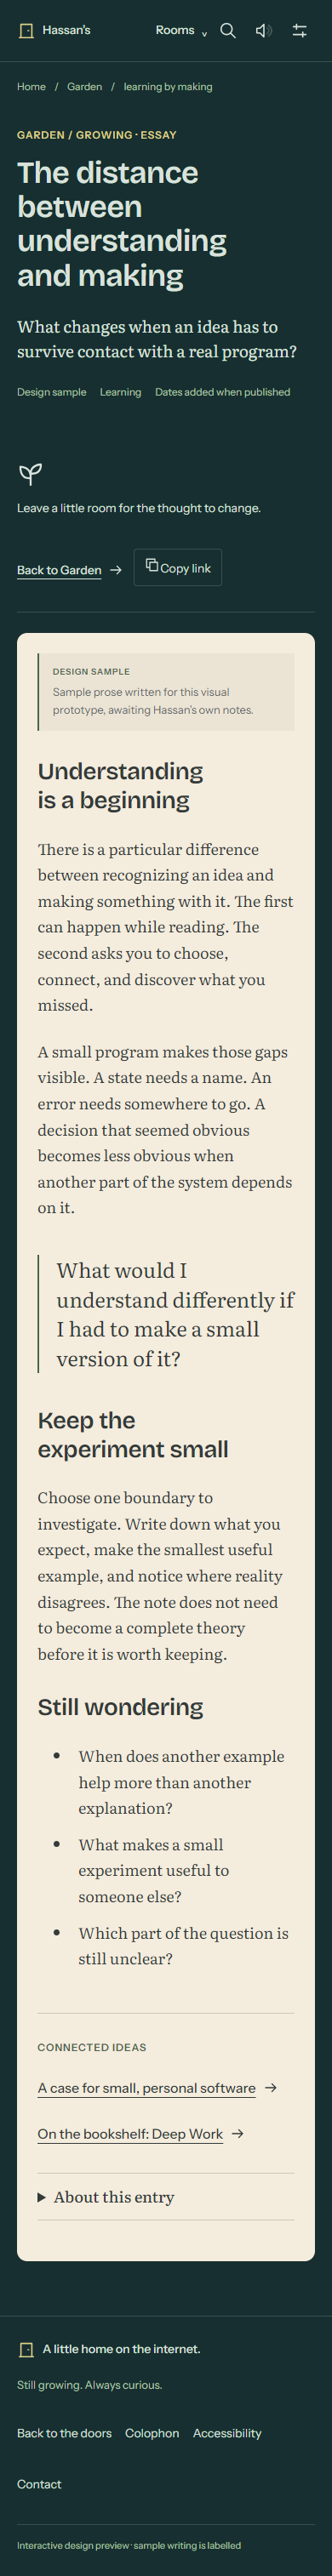 Hassan's
Rooms v
Home / Garden / learning by making
GARDEN / GROWING · ESSAY
The distance
between
understanding
and making
What changes when an idea has to
survive contact with a real program?
Design sample Learning Dates added when published
Leave a little room for the thought to change.
Back to Garden → Copy link
DESIGN SAMPLE
Sample prose written for this visual
prototype, awaiting Hassan's own notes.
Understanding
is a beginning
There is a particular difference
between recognizing an idea and
making something with it. The first
can happen while reading. The
second asks you to choose,
connect, and discover what you
missed.
A small program makes those gaps
visible. A state needs a name. An
error needs somewhere to go. A
decision that seemed obvious
becomes less obvious when
another part of the system depends
on it.
What would I
understand differently if
I had to make a small
version of it?
Keep the
experiment small
Choose one boundary to
investigate. Write down what you
expect, make the smallest useful
example, and notice where reality
disagrees. The note does not need
to become a complete theory
before it is worth keeping.
Still wondering
• When does another example
help more than another
explanation?
• What makes a small
experiment useful to
someone else?
• Which part of the question is
still unclear?
CONNECTED IDEAS
A case for small, personal software →
On the bookshelf: Deep Work →
▶ About this entry
A little home on the internet.
Still growing. Always curious.
Back to the doors Colophon Accessibility
Contact
Interactive design preview · sample writing is labelled